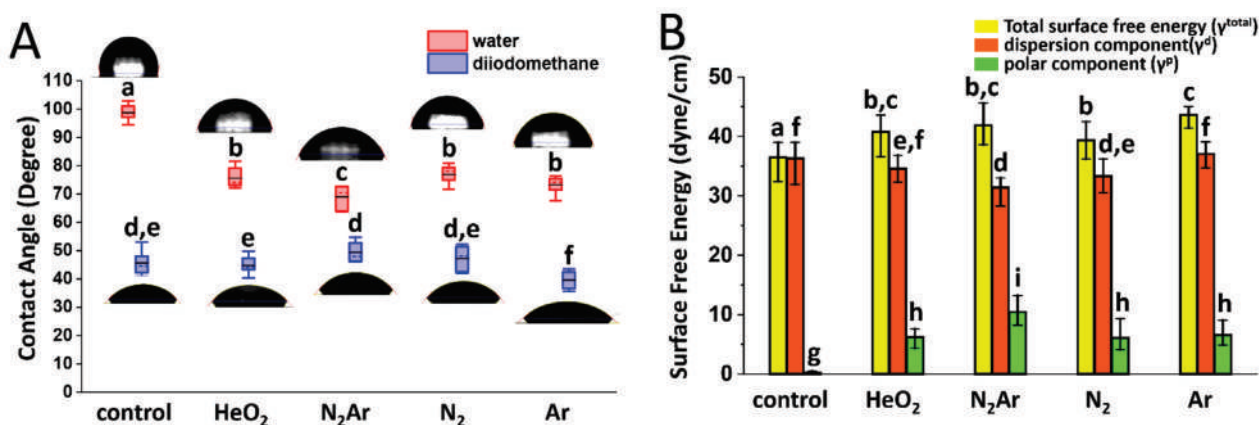 A
water
diiodomethane
Contact Angle (Degree)
110
100
90
80
70
60
50
40
30
20
10
0
a
b
c
b
b
d,e
e
d
d,e
f
control
HeO₂
N₂Ar
N₂
Ar
B
Total surface free energy (γᵗᵒᵗᵃˡ)
dispersion component(γᵈ)
polar component (γᵖ)
Surface Free Energy (dyne/cm)
50
40
30
20
10
0
a f
g
b,c
e,f
h
b,c
d
i
b
d,e
h
c
f
h
control
HeO₂
N₂Ar
N₂
Ar